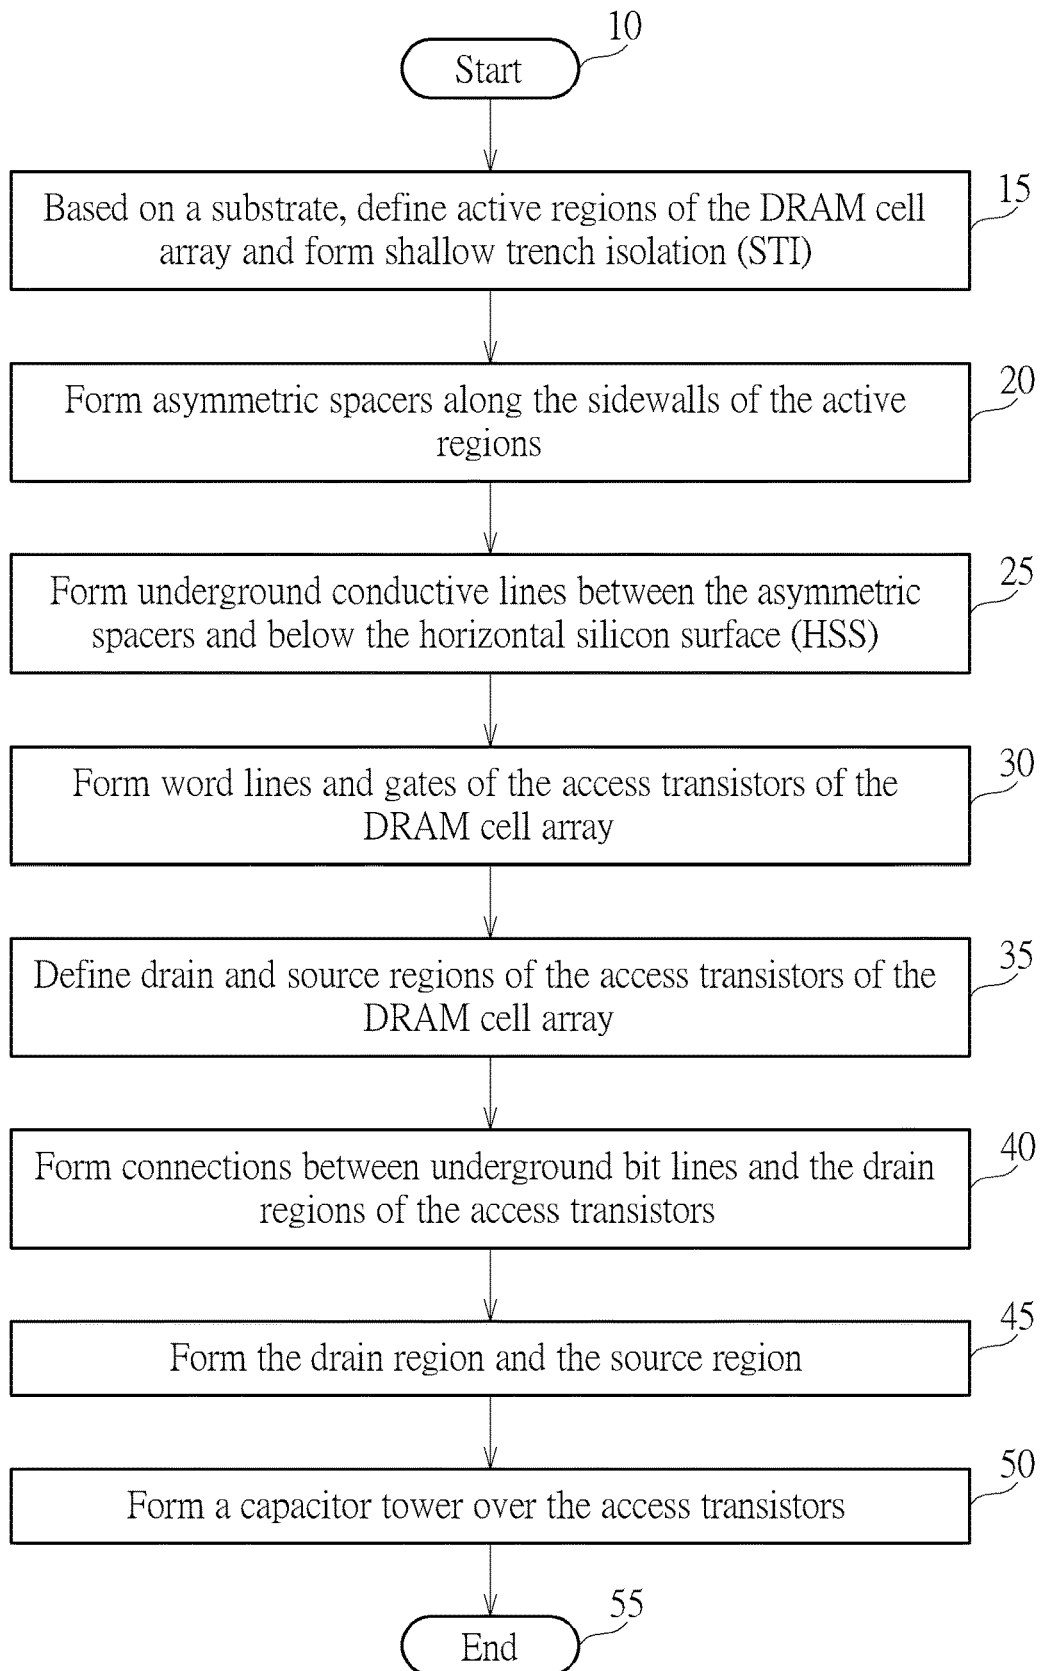 10
Start
15
Based on a substrate, define active regions of the DRAM cell
array and form shallow trench isolation (STI)
20
Form asymmetric spacers along the sidewalls of the active
regions
25
Form underground conductive lines between the asymmetric
spacers and below the horizontal silicon surface (HSS)
30
Form word lines and gates of the access transistors of the
DRAM cell array
35
Define drain and source regions of the access transistors of the
DRAM cell array
40
Form connections between underground bit lines and the drain
regions of the access transistors
45
Form the drain region and the source region
50
Form a capacitor tower over the access transistors
55
End